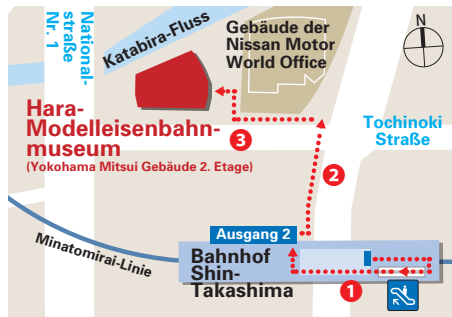 National-
straße
Nr. 1
Katabira-Fluss
Gebäude der
Nissan Motor
World Office
N
Hara-
Modelleisenbahn-
museum
(Yokohama Mitsui Gebäude 2. Etage)
3
Tochinoki
Straße
2
Ausgang 2
Minatomirai-Linie
Bahnhof
Shin-
Takashima
1